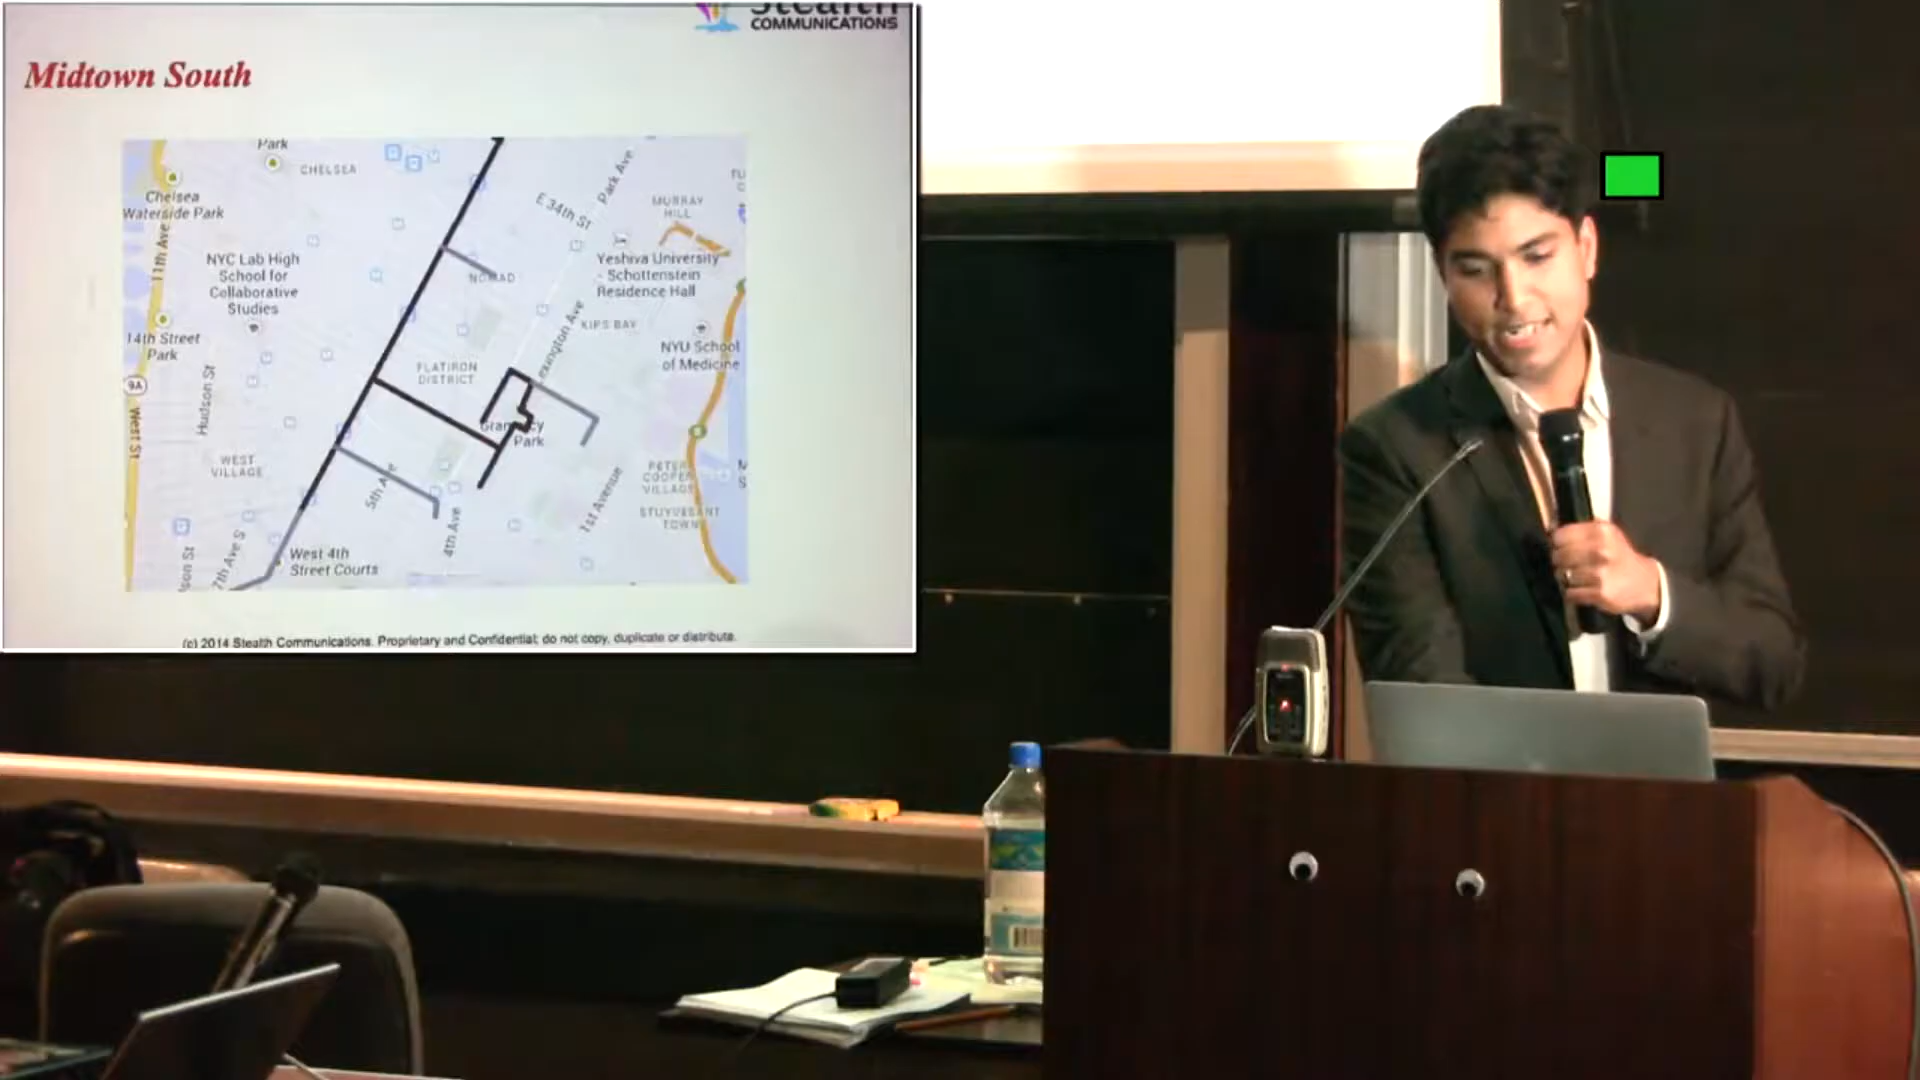 COMMUNICATIONS
Midtown South
Park
CHELSEA
Chelsea
Waterside Park
11th Ave
NYC Lab High
School for
Collaborative
Studies
14th Street
Park
9A
West St
Hudson St
WEST
VILLAGE
7th Ave S
West 4th
Street Courts
5th Ave
4th Ave
FLATIRON
DISTRICT
NOMAD
E 34th St
Park Ave
MURRAY
HILL
Yeshiva University
- Schottenstein
Residence Hall
KIPS BAY
NYU School
of Medicine
Park
1st Avenue
PETER
COOPER
VILLAGE
STUYVESANT
TOWN
(c) 2014 Stealth Communications. Proprietary and Confidential; do not copy, duplicate or distribute.